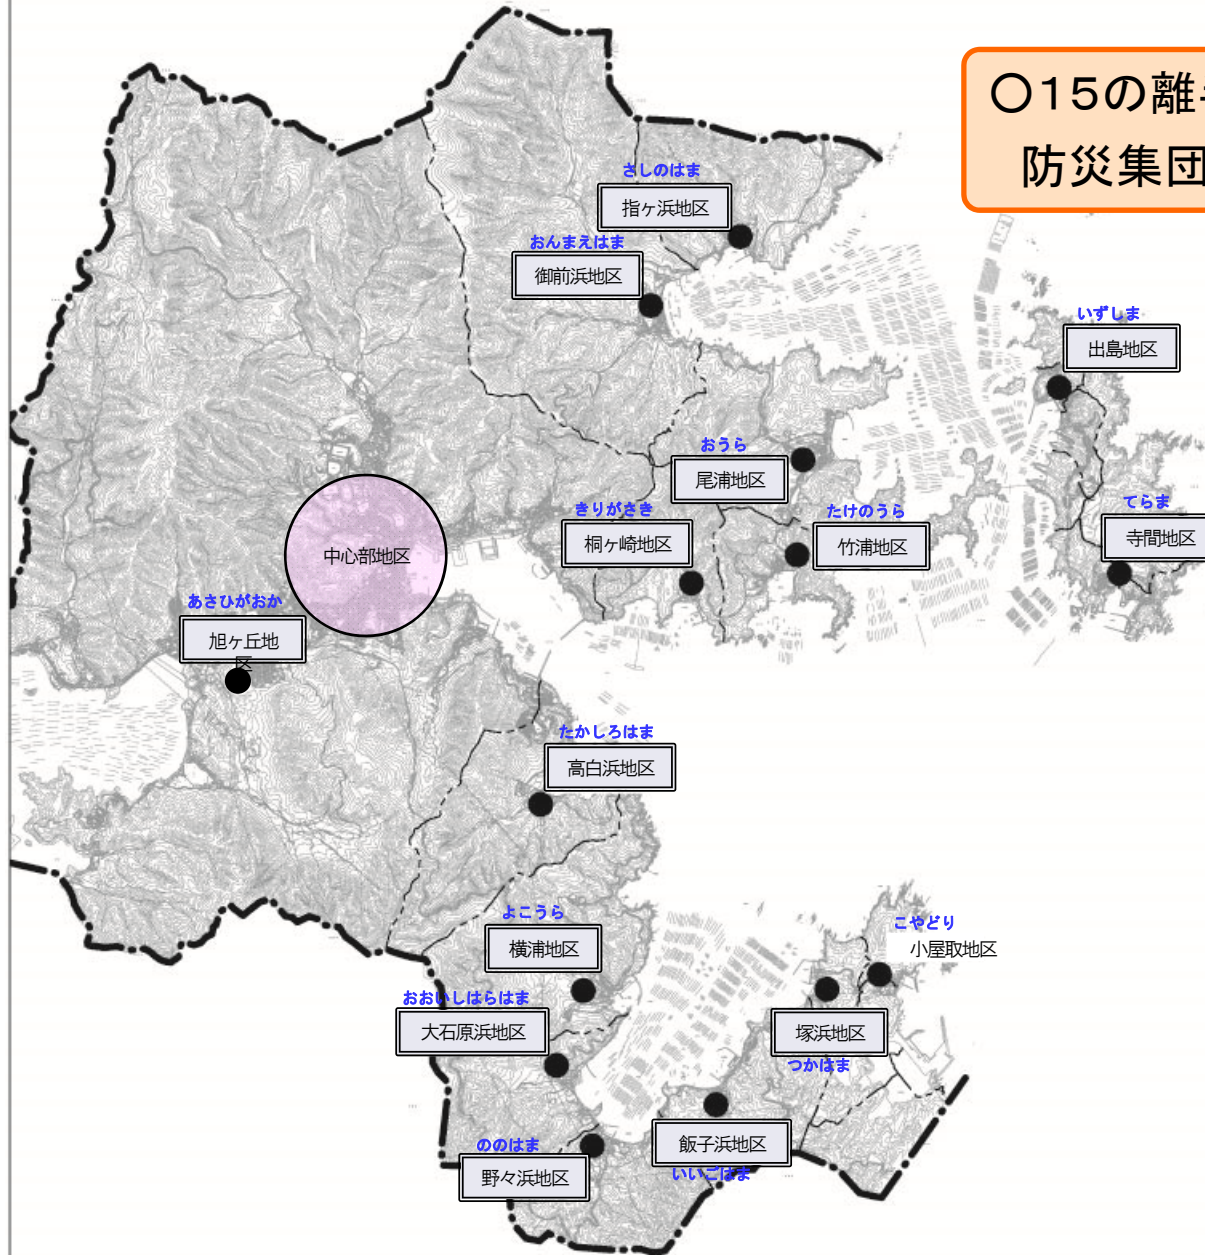 〇15の離
防災集団
さしのはま
指ヶ浜地区
おんまえはま
御前浜地区
いずしま
出島地区
おうら
尾浦地区
きりがさき
桐ヶ崎地区
たけのうら
竹浦地区
てらま
寺間地区
中心部地区
あさひがおか
旭ヶ丘地
区
たかしろはま
高白浜地区
よこうら
横浦地区
こやどり
小屋取地区
おおいしはらはま
大石原浜地区
塚浜地区
つかはま
ののはま
野々浜地区
飯子浜地区
いいごはま